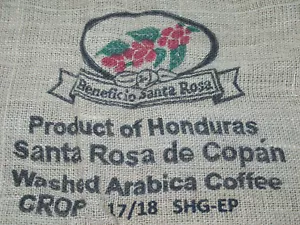 Beneficio Santa Rosa
Product of Honduras
Santa Rosa de Copán
Washed Arabica Coffee
CROP 17/18 SHG-EP